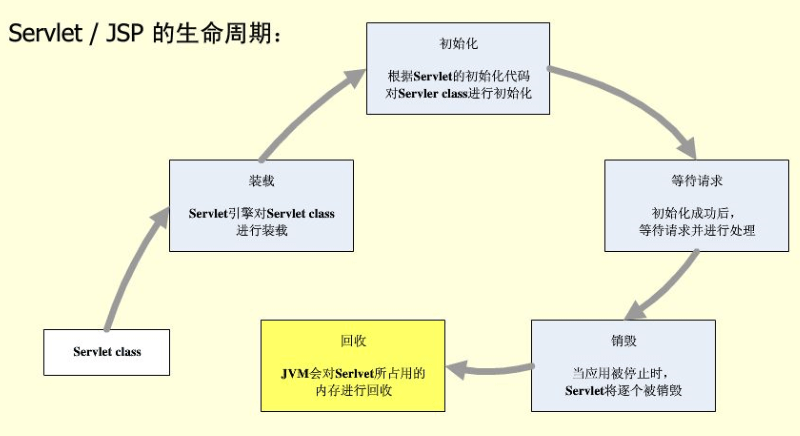 Servlet / JSP 的生命周期：
初始化
根据Servlet的初始化代码
对Servler class进行初始化
装载
Servlet引擎对Servlet class
进行装载
等待请求
初始化成功后，
等待请求并进行处理
Servlet class
回收
JVM会对Serlvet所占用的
内存进行回收
销毁
当应用被停止时，
Servlet将逐个被销毁